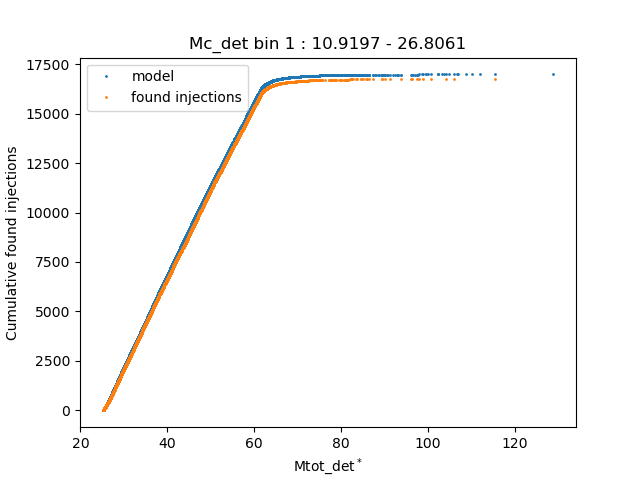 Mc_det bin 1 : 10.9197 - 26.8061
model
found injections
Cumulative found injections
17500
15000
12500
10000
7500
5000
2500
0
20
40
60
80
100
120
Mtot_det*